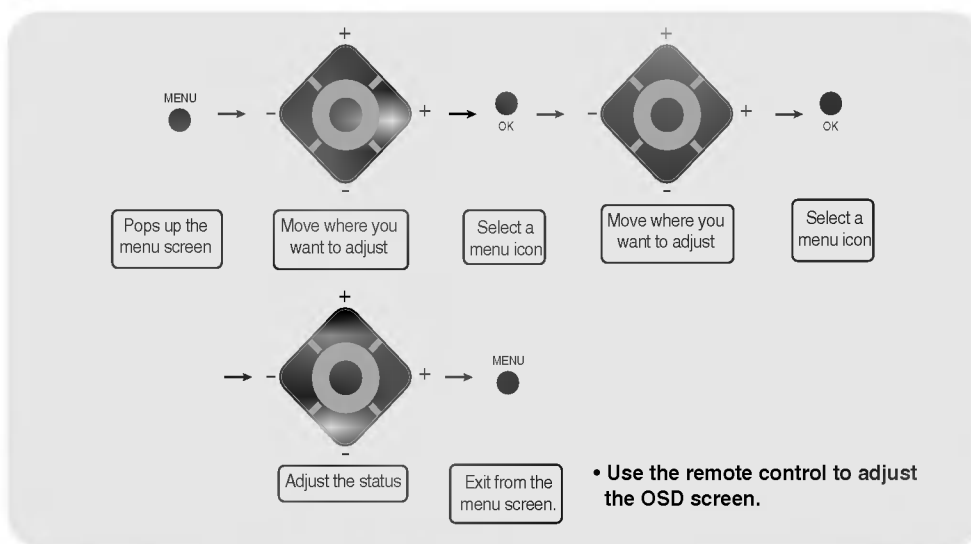 +
+
MENU
-
+
OK
-
+
OK
-
-
Pops up the
menu screen
Move where you
want to adjust
Select a
menu icon
Move where you
want to adjust
Select a
menu icon
+
MENU
-
+
-
Adjust the status
Exit from the
menu screen.
• Use the remote control to adjust
the OSD screen.